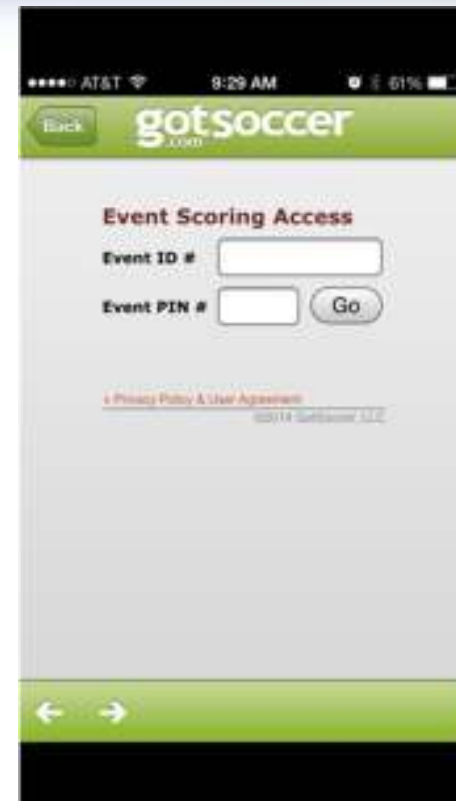 AT&T 9:29 AM 61%
Back gotsoccer
.com
Event Scoring Access
Event ID #
Event PIN # Go
› Privacy Policy & User Agreement
©2014 GotSoccer, LLC